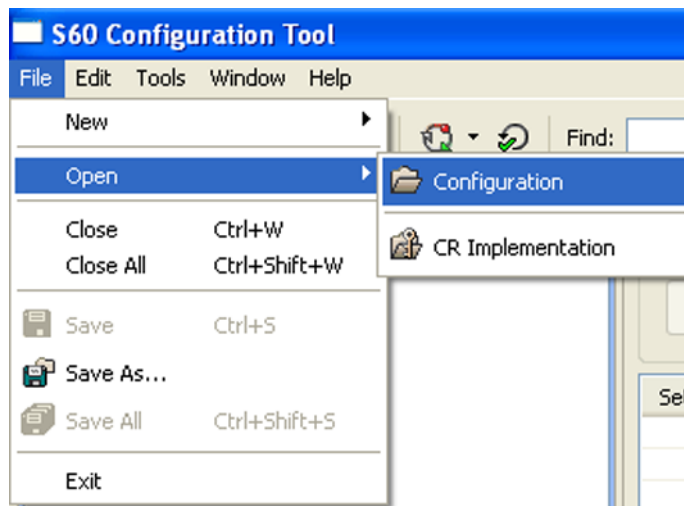 S60 Configuration Tool
File Edit Tools Window Help
New
Find:
Open
Configuration
Close Ctrl+W
CR Implementation
Close All Ctrl+Shift+W
Save Ctrl+S
Save As...
Save All Ctrl+Shift+S
Exit